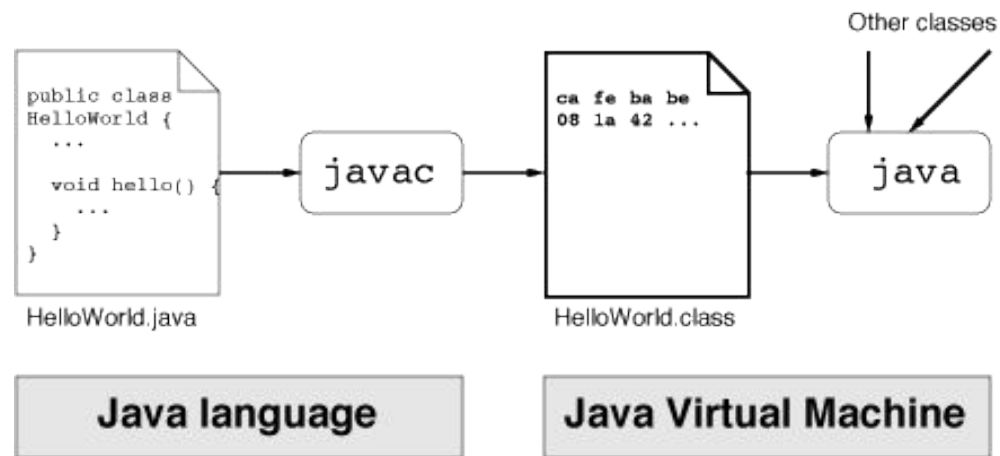 Other classes
public class
HelloWorld {
...
void hello() {
...
}
}
javac
ca fe ba be
08 1a 42 ...
java
HelloWorld.java
HelloWorld.class
Java language
Java Virtual Machine